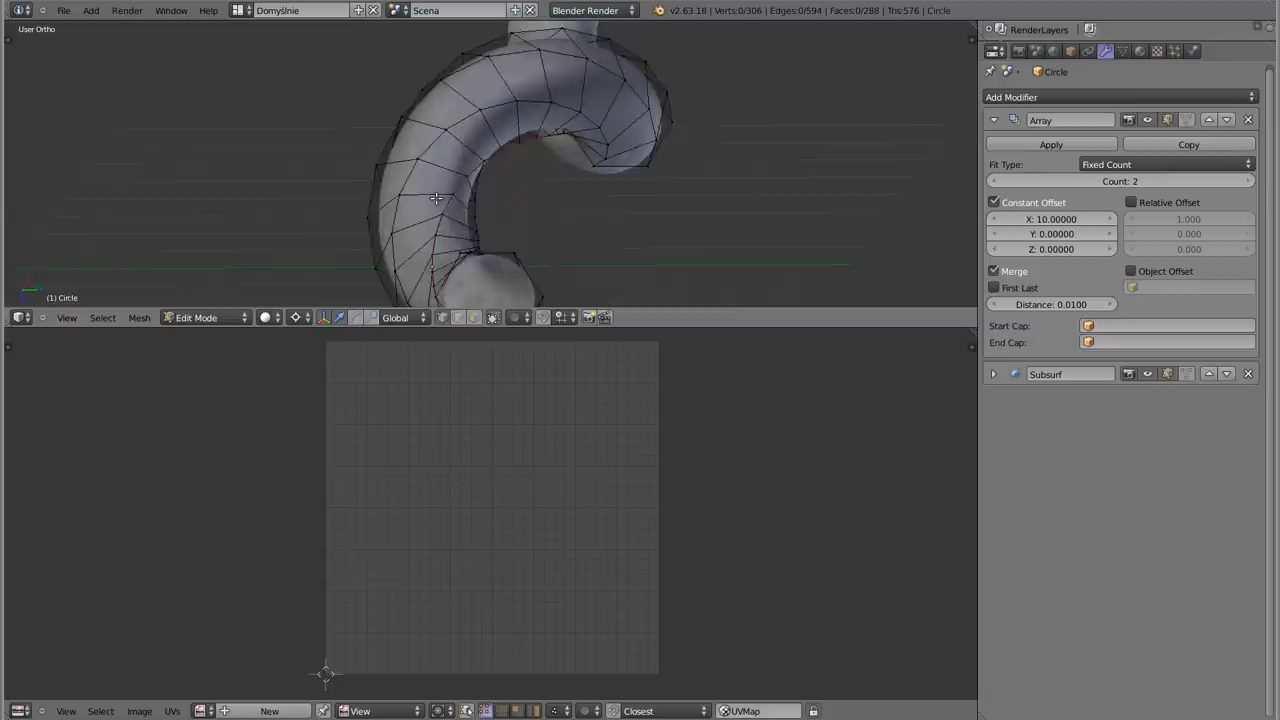 File Add Render Window Help Domyślnie Scena Blender Render v2.63.18 | Verts:0/306 | Edges:0/594 | Faces:0/288 | Tris:576 | Circle
User Ortho
RenderLayers
Circle
Add Modifier
Array
Apply Copy
Fit Type: Fixed Count
Count: 2
Constant Offset Relative Offset
X: 10.00000 1.000
Y: 0.00000 0.000
Z: 0.00000 0.000
Merge Object Offset
First Last
(1) Circle
Distance: 0.0100
View Select Mesh Edit Mode Global
Start Cap:
End Cap:
Subsurf
View Select Image UVs New View Closest UVMap